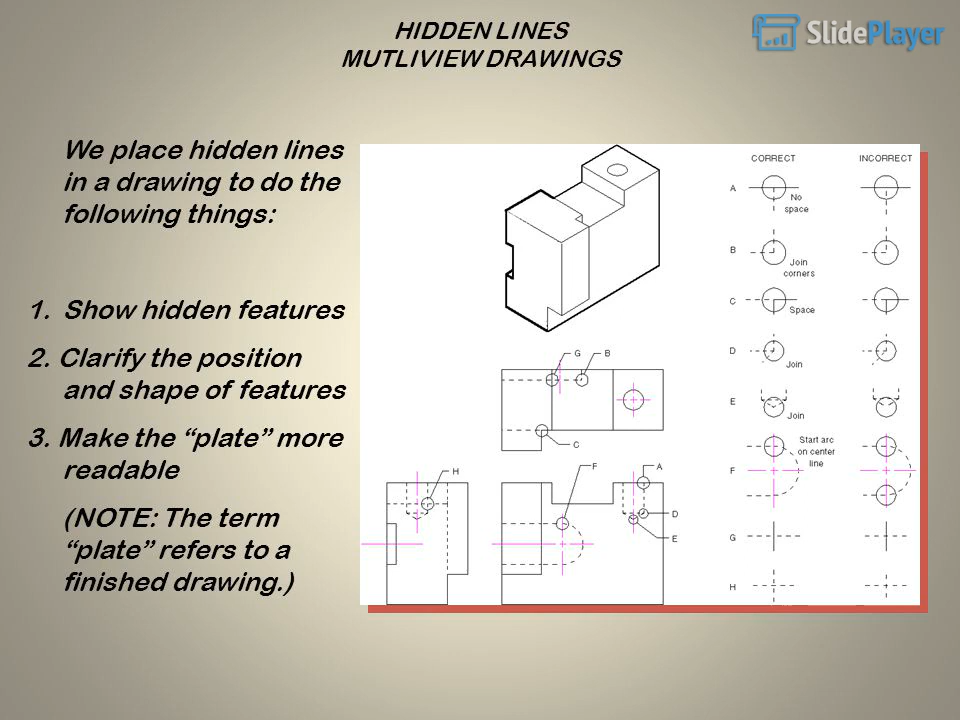 HIDDEN LINES
MUTLIVIEW DRAWINGS
SlidePlayer
We place hidden lines
in a drawing to do the
following things:
1. Show hidden features
2. Clarify the position
and shape of features
3. Make the “plate” more
readable
(NOTE: The term
“plate” refers to a
finished drawing.)
CORRECT INCORRECT
A
No
space
B
Join
corners
C
Space
D
Join
E
Join
F
Start arc
on center
line
G
H
G B
C
H
F A
D
E